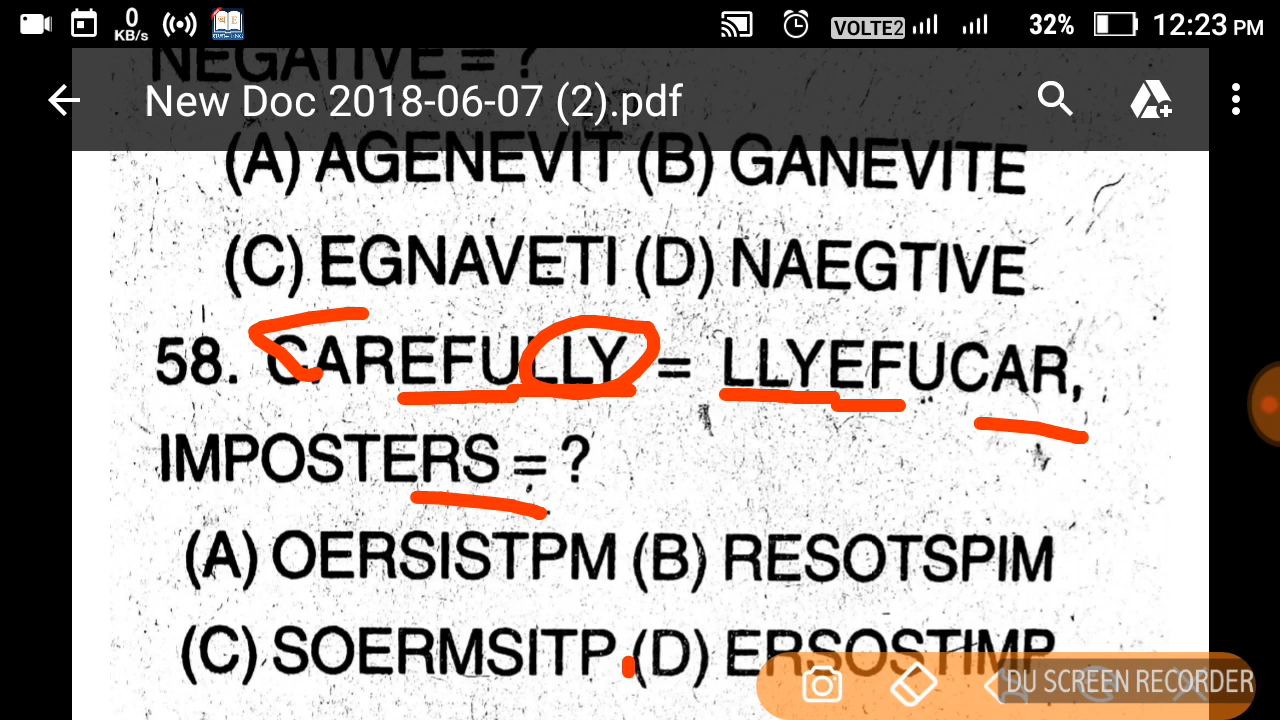 0
KB/s
VOLTE2
32%
12:23 PM
NEGATIVE = ?
New Doc 2018-06-07 (2).pdf
(A) AGENEVIT (B) GANEVITE
(C) EGNAVETI (D) NAEGTIVE
58. CAREFULLY = LLYEFUCAR,
IMPOSTERS = ?
(A) OERSISTPM (B) RESOTSPIM
(C) SOERMSITP (D) ERSOSTIMP
DU SCREEN RECORDER